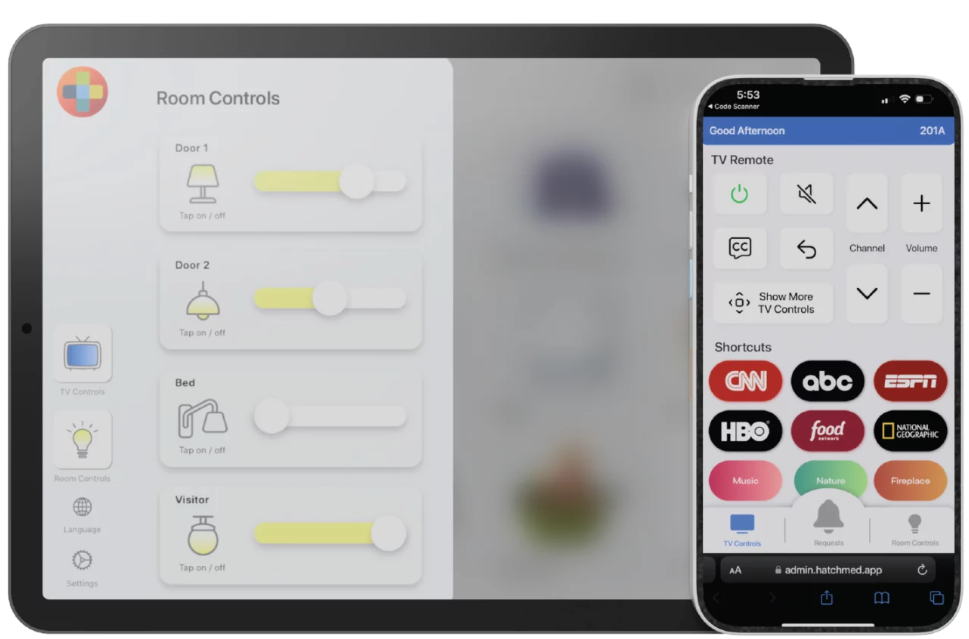 Room Controls
Door 1
Tap on / off
Door 2
Tap on / off
Bed
Tap on / off
Visitor
Tap on / off
TV Controls
Room Controls
Language
Settings
5:53
Code Scanner
Good Afternoon 201A
TV Remote
CC
Channel
Volume
Show More
TV Controls
Shortcuts
CNN
abc
ESPN
HBO
food
network
NATIONAL
GEOGRAPHIC
Music
Nature
Fireplace
TV Controls
Requests
Room Controls
AA
admin.hatchmed.app